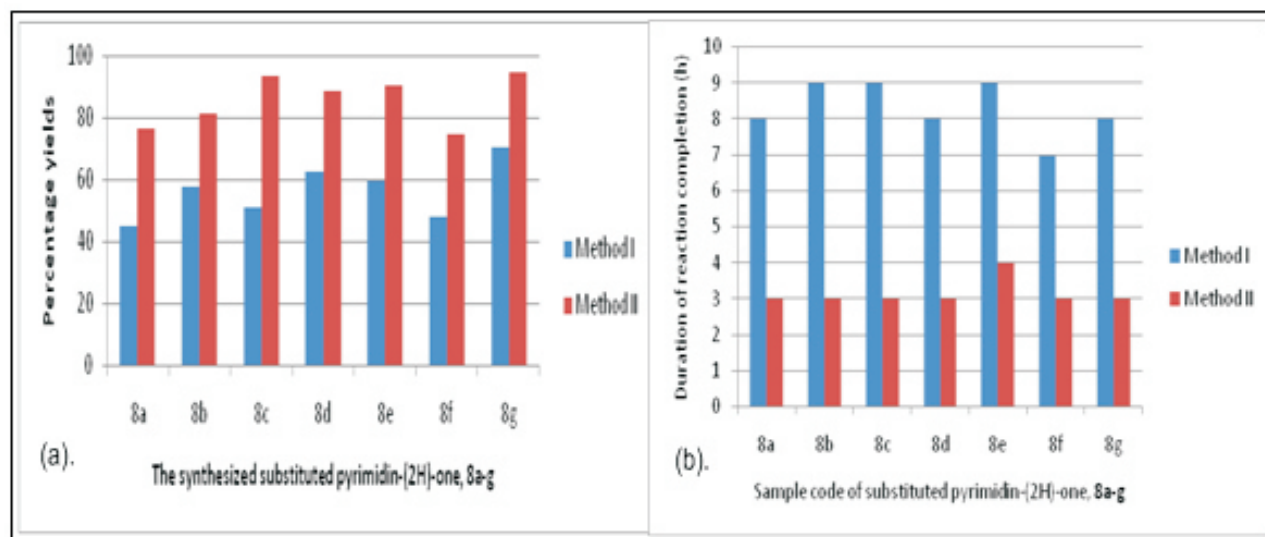 Percentage yields
100
80
60
40
20
0
8a 8b 8c 8d 8e 8f 8g
Method I
Method II
(a).
The synthesized substituted pyrimidin-(2H)-one, 8a-g
Duration of reaction completion (h)
10
9
8
7
6
5
4
3
2
1
0
8a 8b 8c 8d 8e 8f 8g
Method I
Method II
(b).
Sample code of substituted pyrimidin-(2H)-one, 8a-g